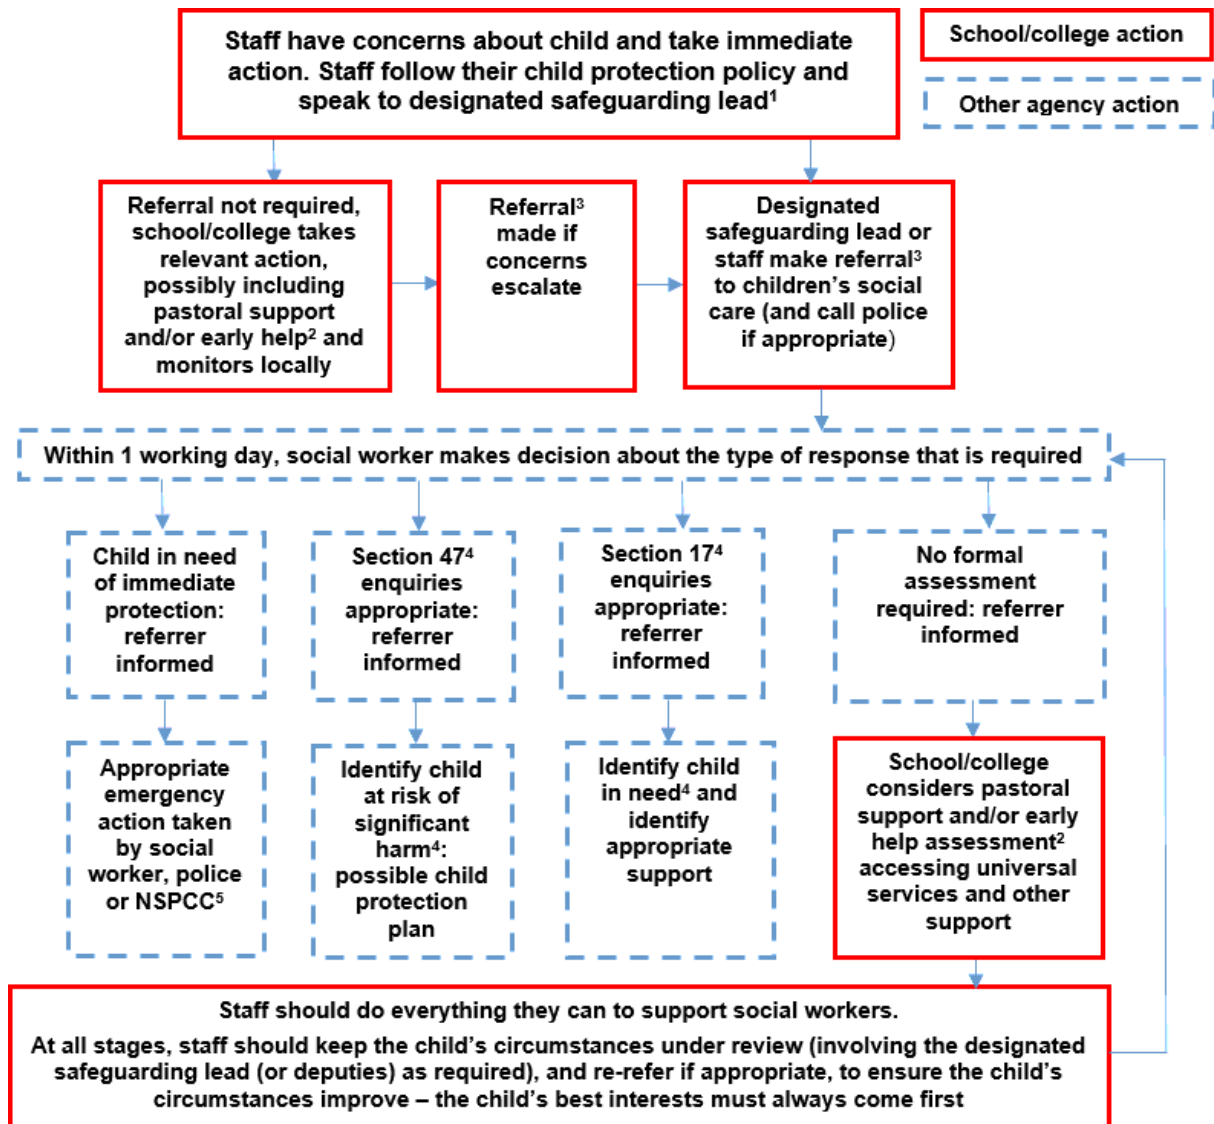 Staff have concerns about child and take immediate
action. Staff follow their child protection policy and
speak to designated safeguarding lead¹
School/college action
Other agency action
Referral not required,
school/college takes
relevant action,
possibly including
pastoral support
and/or early help² and
monitors locally
Referral³
made if
concerns
escalate
Designated
safeguarding lead or
staff make referral³
to children's social
care (and call police
if appropriate)
Within 1 working day, social worker makes decision about the type of response that is required
Child in need
of immediate
protection:
referrer
informed
Section 47⁴
enquiries
appropriate:
referrer
informed
Section 17⁴
enquiries
appropriate:
referrer
informed
No formal
assessment
required: referrer
informed
Appropriate
emergency
action taken
by social
worker, police
or NSPCC⁵
Identify child
at risk of
significant
harm⁴:
possible child
protection
plan
Identify child
in need⁴ and
identify
appropriate
support
School/college
considers pastoral
support and/or early
help assessment²
accessing universal
services and other
support
Staff should do everything they can to support social workers.
At all stages, staff should keep the child's circumstances under review (involving the designated
safeguarding lead (or deputies) as required), and re-refer if appropriate, to ensure the child's
circumstances improve – the child's best interests must always come first